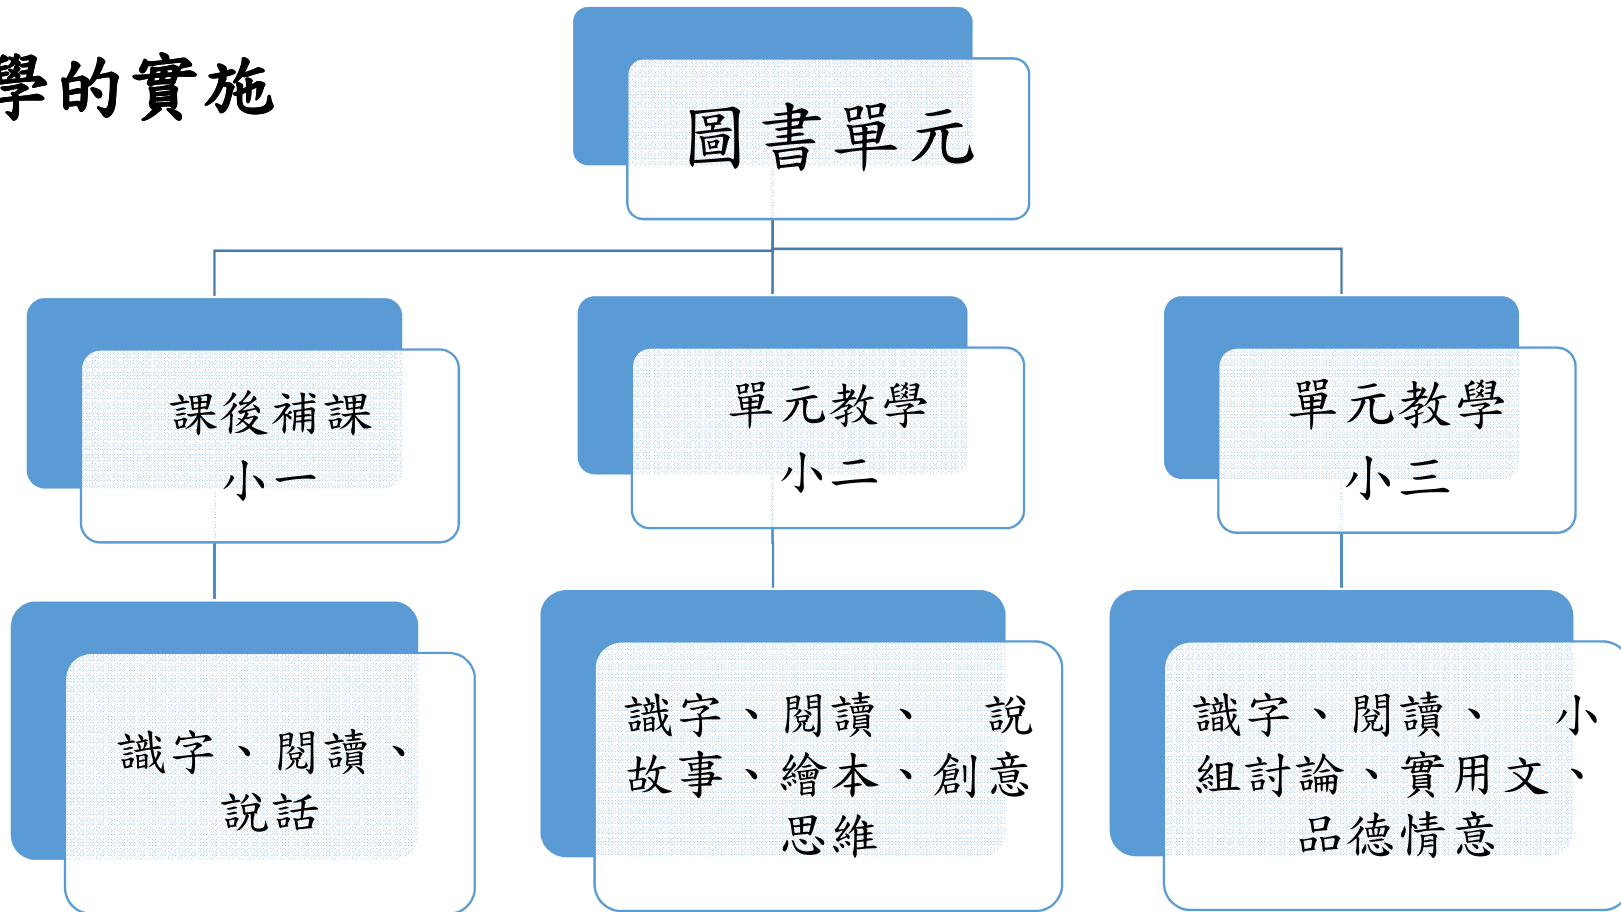 學的實施
圖書單元
課後補課
小一
單元教學
小二
單元教學
小三
識字、閱讀、
說話
識字、閱讀、 說
故事、繪本、創意
思維
識字、閱讀、 小
組討論、實用文、
品德情意